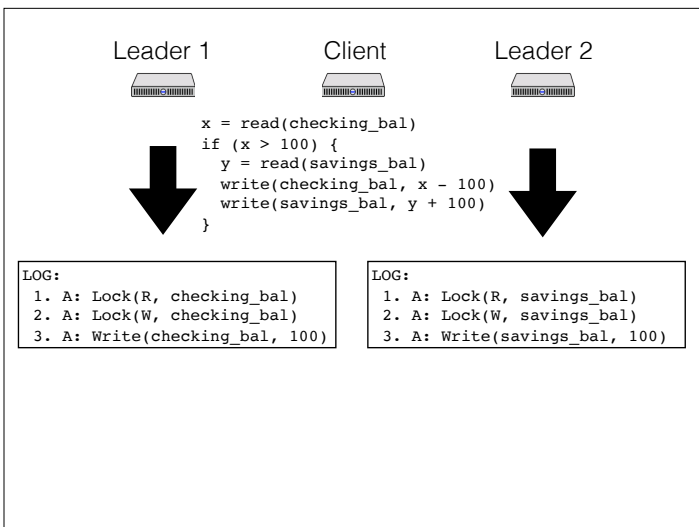 Leader 1
Client
Leader 2
x = read(checking_bal)
if (x > 100) {
  y = read(savings_bal)
  write(checking_bal, x - 100)
  write(savings_bal, y + 100)
}
LOG:
1. A: Lock(R, checking_bal)
2. A: Lock(W, checking_bal)
3. A: Write(checking_bal, 100)
LOG:
1. A: Lock(R, savings_bal)
2. A: Lock(W, savings_bal)
3. A: Write(savings_bal, 100)